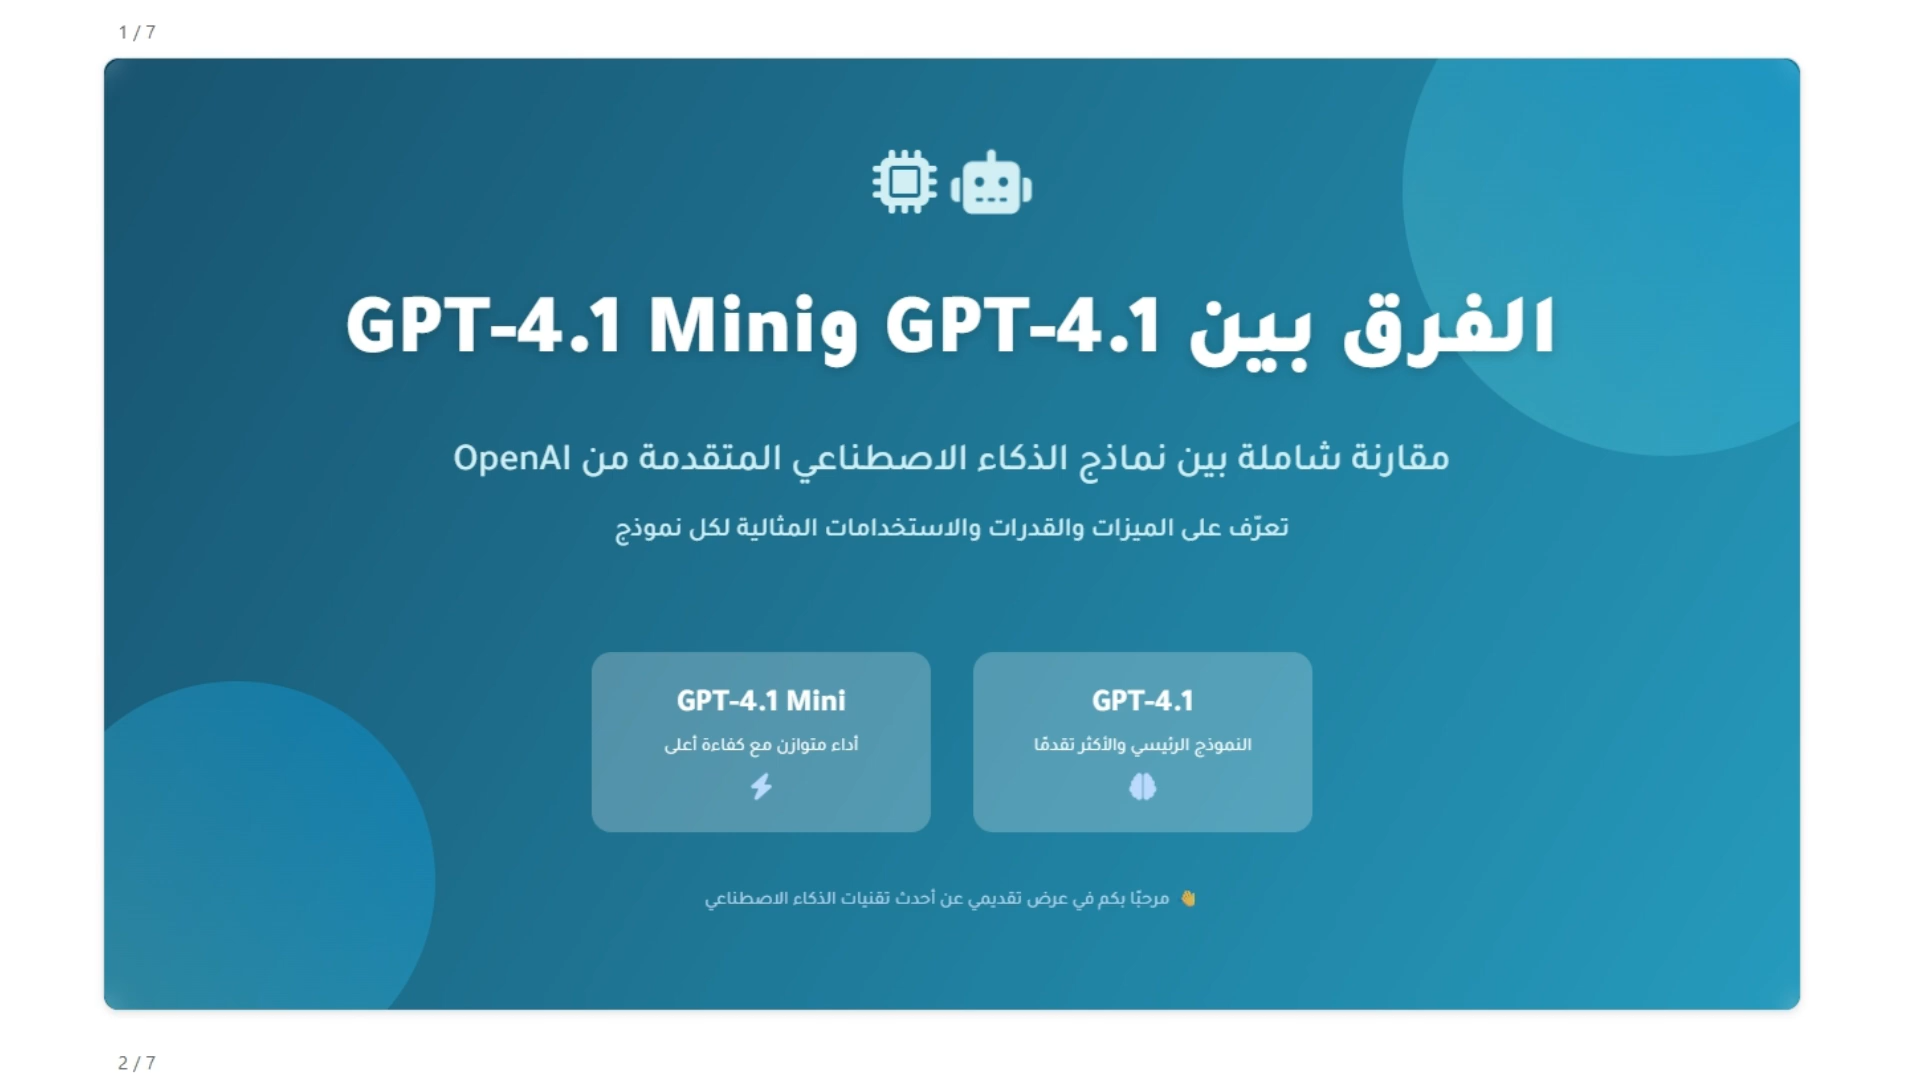 1 / 7
الفرق بين GPT-4.1 وGPT-4.1 Mini
مقارنة شاملة بين نماذج الذكاء الاصطناعي المتقدمة من OpenAI
تعرّف على الميزات والقدرات والاستخدامات المثالية لكل نموذج
GPT-4.1
النموذج الرئيسي والأكثر تقدمًا
GPT-4.1 Mini
أداء متوازن مع كفاءة أعلى
مرحبًا بكم في عرض تقديمي عن أحدث تقنيات الذكاء الاصطناعي
2 / 7